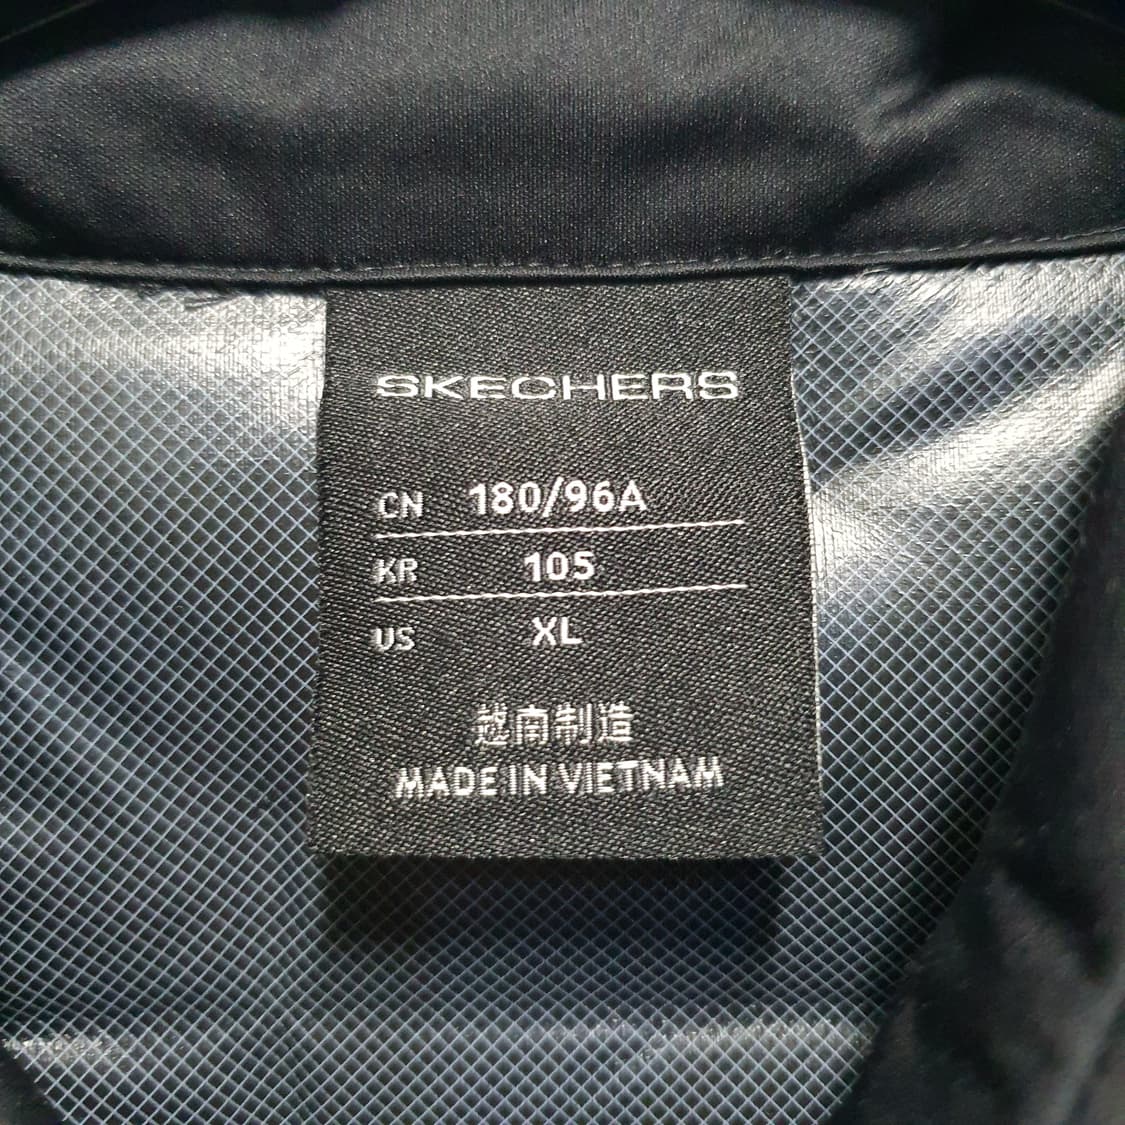 SKECHERS
CN 180/96A
KR 105
US XL
越南制造
MADE IN VIETNAM